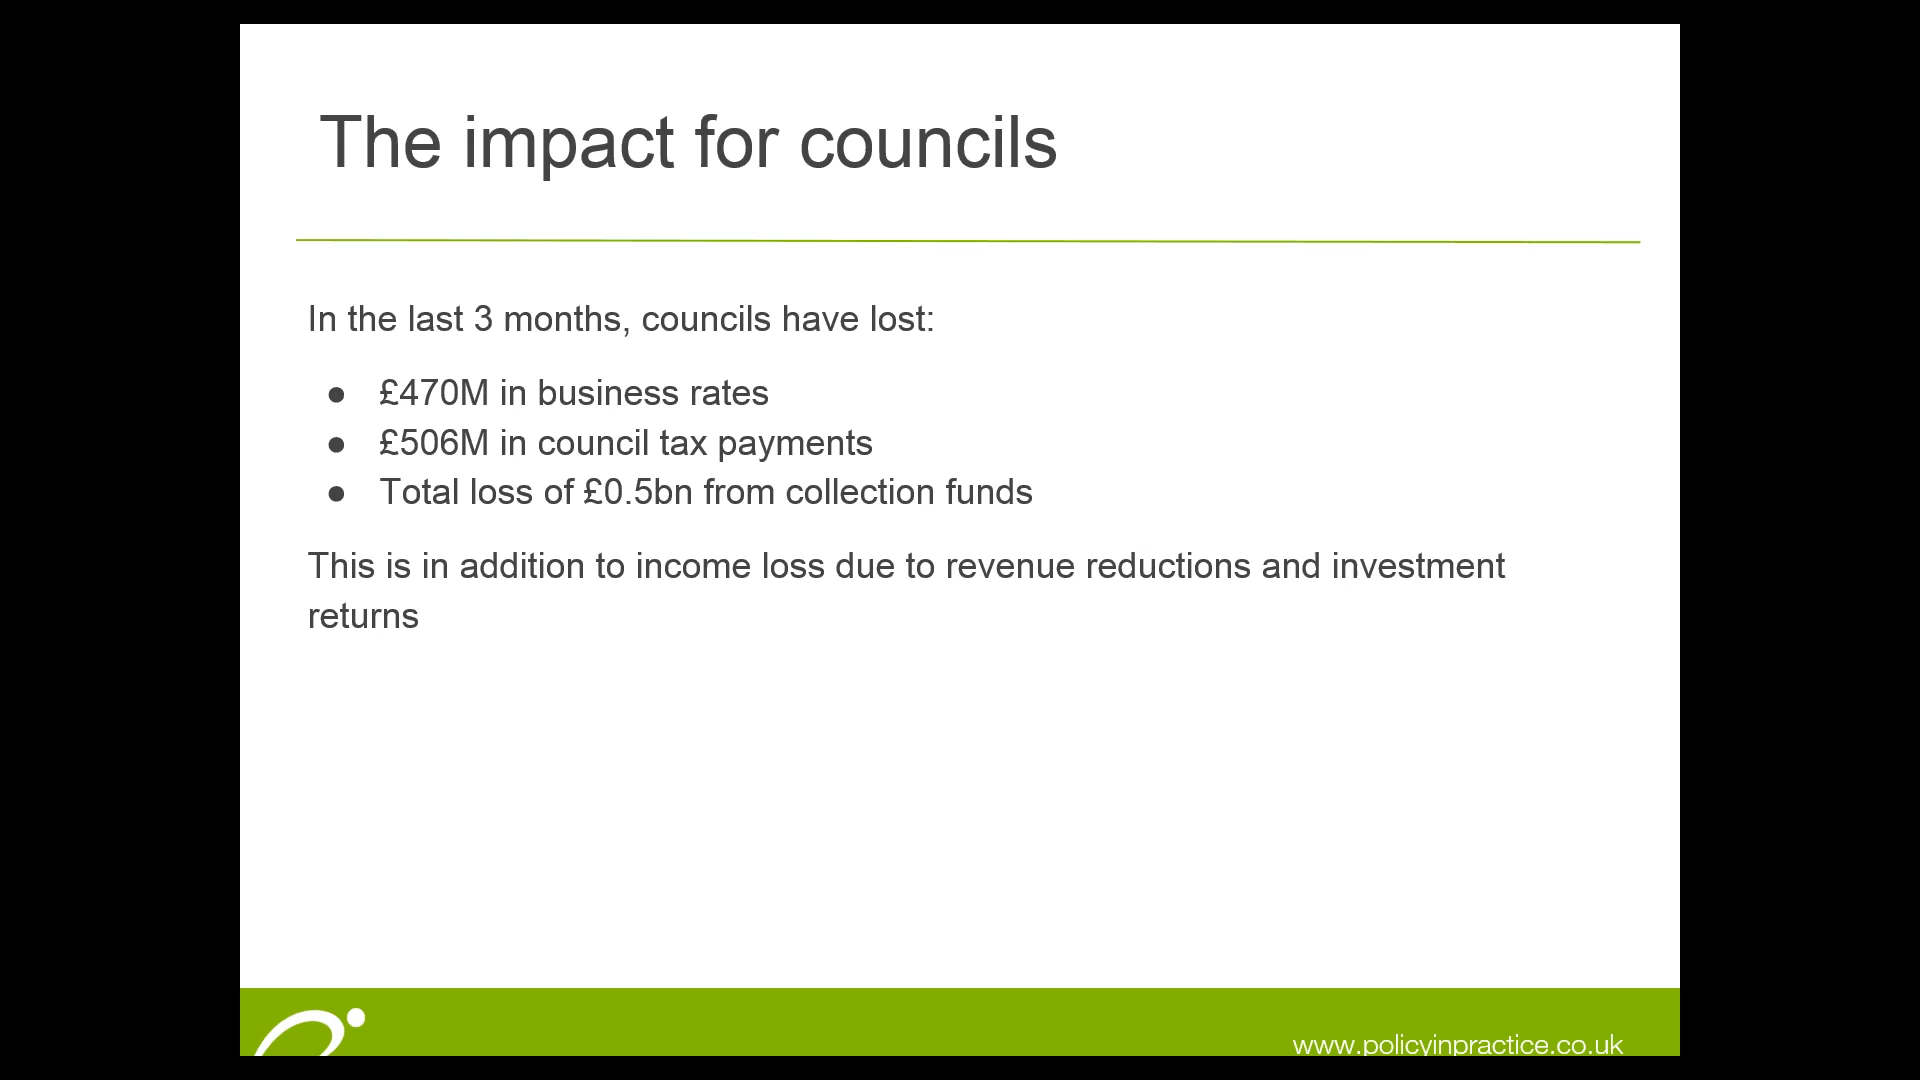 The impact for councils
In the last 3 months, councils have lost:
● £470M in business rates
● £506M in council tax payments
● Total loss of £0.5bn from collection funds
This is in addition to income loss due to revenue reductions and investment
returns
www.policyinpractice.co.uk